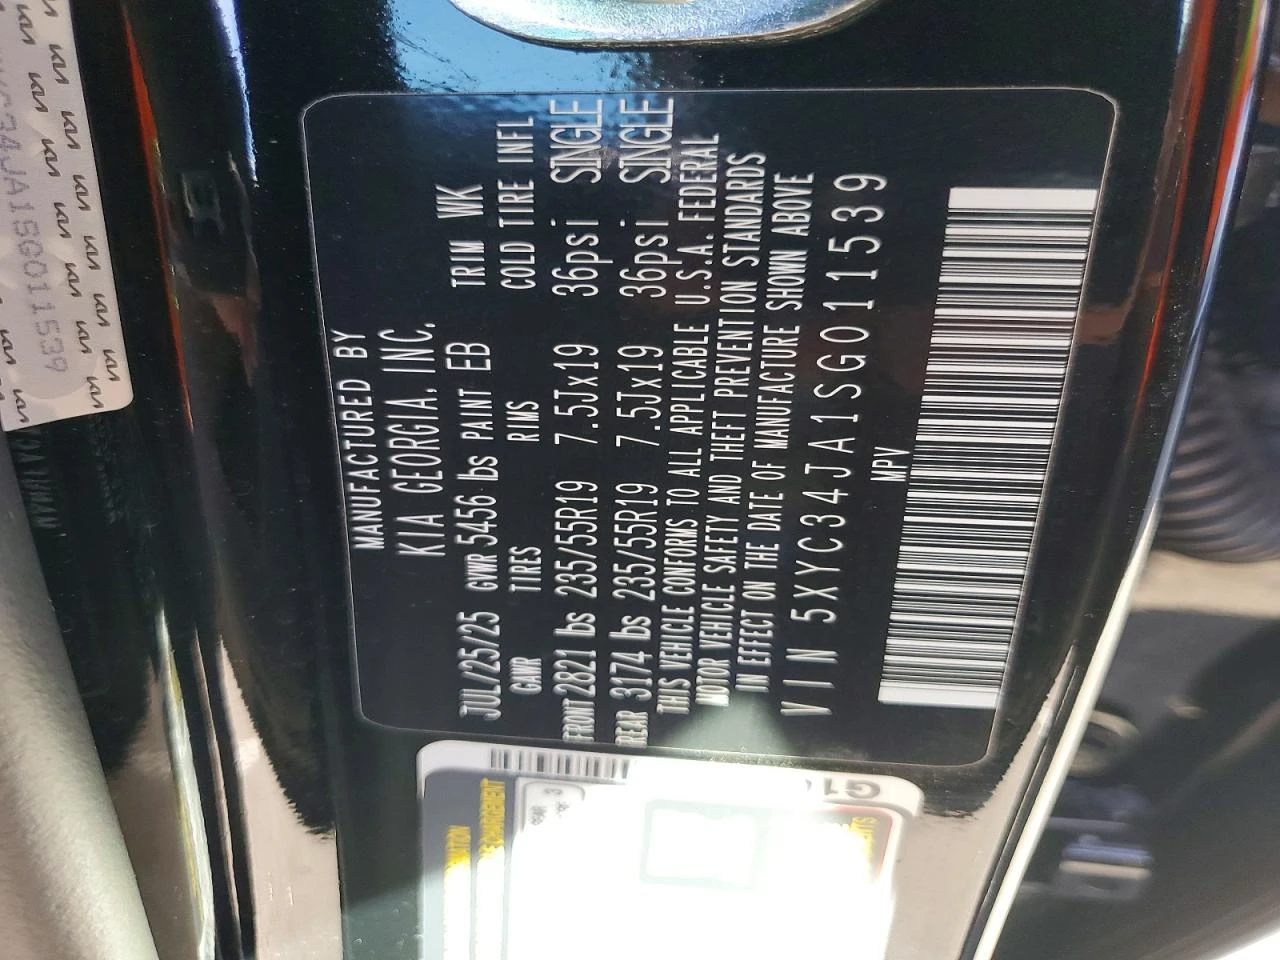 MANUFACTURED BY
KIA GEORGIA, INC.
JUL/25/25 GVWR 5456 lbs PAINT EB TRIM WK
GAWR TIRES RIMS COLD TIRE INFL
FRONT 2821 lbs 235/55R19 7.5Jx19 36psi SINGLE
REAR 3174 lbs 235/55R19 7.5Jx19 36psi SINGLE
THIS VEHICLE CONFORMS TO ALL APPLICABLE U.S.A. FEDERAL
MOTOR VEHICLE SAFETY AND THEFT PREVENTION STANDARDS
IN EFFECT ON THE DATE OF MANUFACTURE SHOWN ABOVE
VIN 5XYC34JA1SG011539
MPV